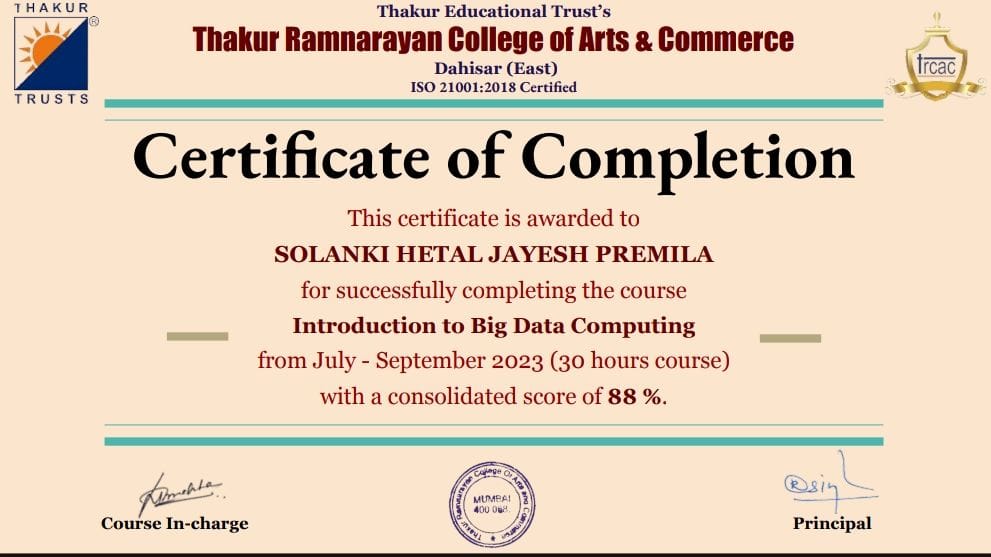 THAKUR
®
TRUSTS
Thakur Educational Trust’s
Thakur Ramnarayan College of Arts & Commerce
Dahisar (East)
ISO 21001:2018 Certified
trcac
Certificate of Completion
This certificate is awarded to
SOLANKI HETAL JAYESH PREMILA
for successfully completing the course
Introduction to Big Data Computing
from July - September 2023 (30 hours course)
with a consolidated score of 88 %.
Course In-charge
Thakur Ramnarayan College Of Arts and Commerce
MUMBAI
400 068.
Principal